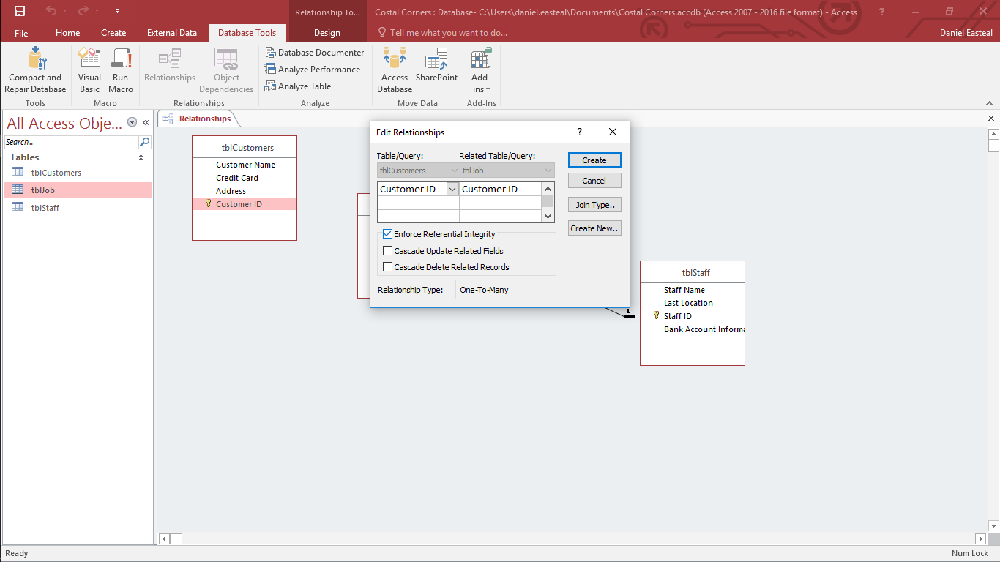 Relationship To...
Costal Corners : Database- C:\Users\daniel.easteal\Documents\Costal Corners.accdb (Access 2007 - 2016 file format) - Access
?
File
Home
Create
External Data
Database Tools
Design
Tell me what you want to do...
Daniel Easteal
Compact and
Repair Database
Visual
Basic
Run
Macro
Relationships
Object
Dependencies
Database Documenter
Analyze Performance
Analyze Table
Access
Database
SharePoint
Add-
ins
Tools
Macro
Relationships
Analyze
Move Data
Add-Ins
All Access Obje...
Search...
Tables
tblCustomers
tblJob
tblStaff
Relationships
tblCustomers
Customer Name
Credit Card
Address
Customer ID
Edit Relationships
?
Table/Query:
Related Table/Query:
tblCustomers
tblJob
Customer ID
Customer ID
Enforce Referential Integrity
Cascade Update Related Fields
Cascade Delete Related Records
Relationship Type:
One-To-Many
Create
Cancel
Join Type..
Create New..
1
tblStaff
Staff Name
Last Location
Staff ID
Bank Account Informa
Ready
Num Lock